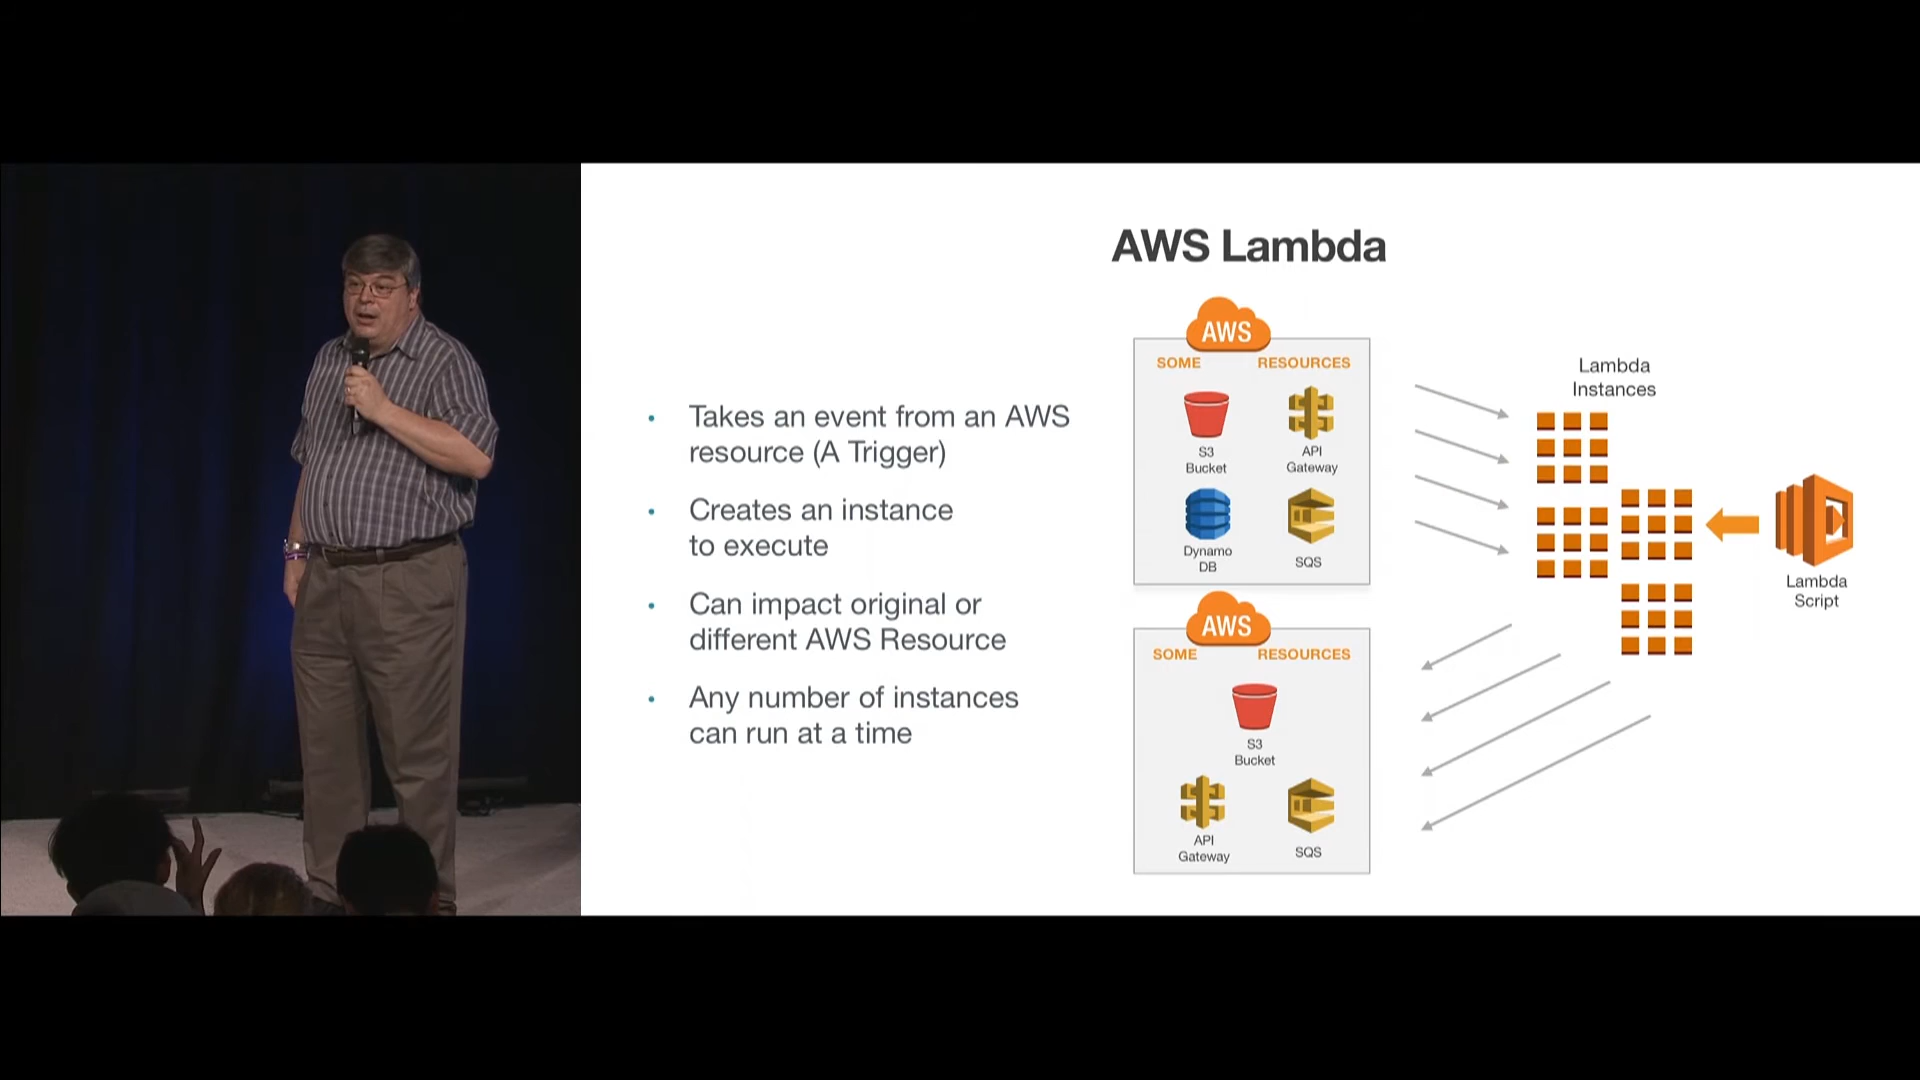 AWS Lambda
• Takes an event from an AWS
resource (A Trigger)
• Creates an instance
to execute
• Can impact original or
different AWS Resource
• Any number of instances
can run at a time
AWS
SOME RESOURCES
S3
Bucket
API
Gateway
Dynamo
DB
SQS
AWS
SOME RESOURCES
S3
Bucket
API
Gateway
SQS
Lambda
Instances
Lambda
Script